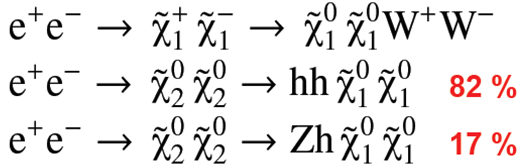 e⁺e⁻ → χ̃₁⁺ χ̃₁⁻ → χ̃₁⁰ χ̃₁⁰W⁺W⁻
e⁺e⁻ → χ̃₂⁰ χ̃₂⁰ → hh χ̃₁⁰ χ̃₁⁰ 82 %
e⁺e⁻ → χ̃₂⁰ χ̃₂⁰ → Zh χ̃₁⁰ χ̃₁⁰ 17 %